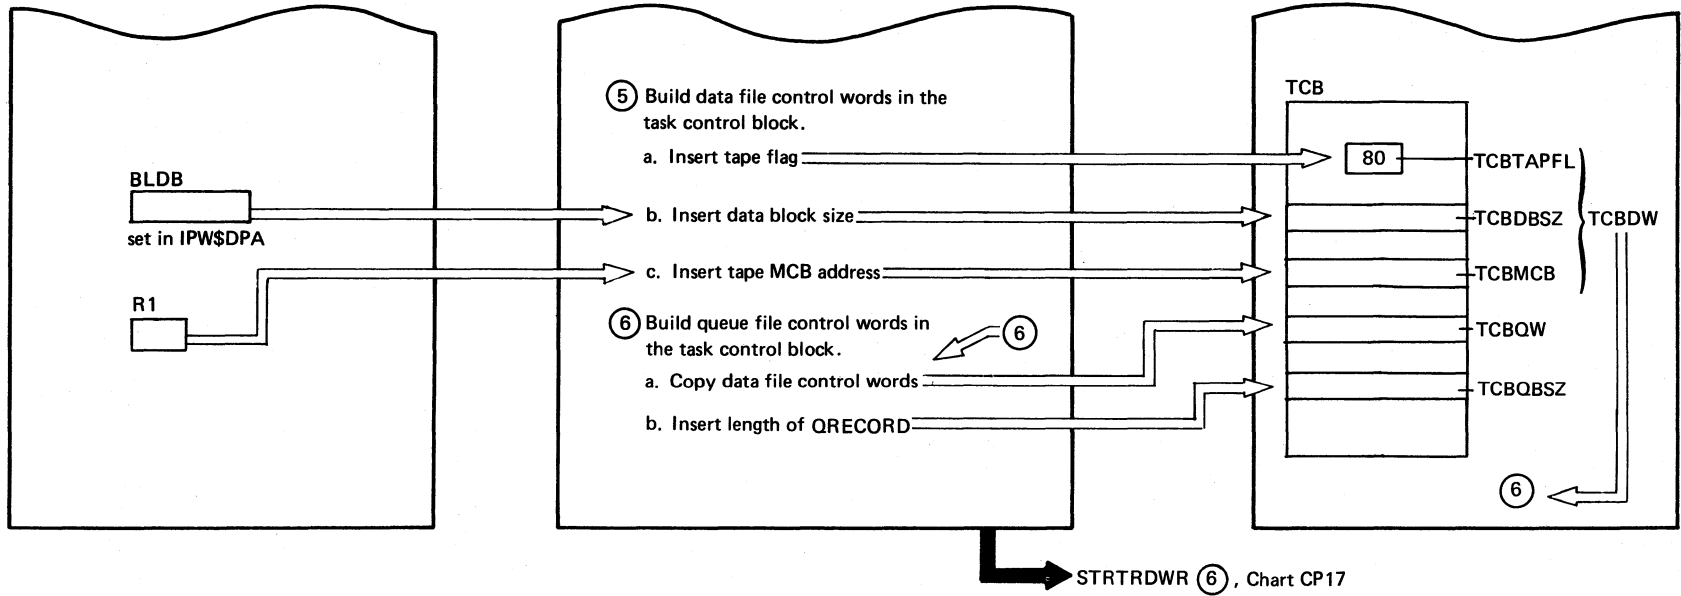 BLDB
set in IPW$DPA
R1
5 Build data file control words in the
task control block.
a. Insert tape flag
b. Insert data block size
c. Insert tape MCB address
6 Build queue file control words in
the task control block.
6
a. Copy data file control words
b. Insert length of QRECORD
TCB
80
TCBTAPFL
TCBDBSZ
TCBDW
TCBMCB
TCBQW
TCBQBSZ
6
STRTRDWR 6, Chart CP17